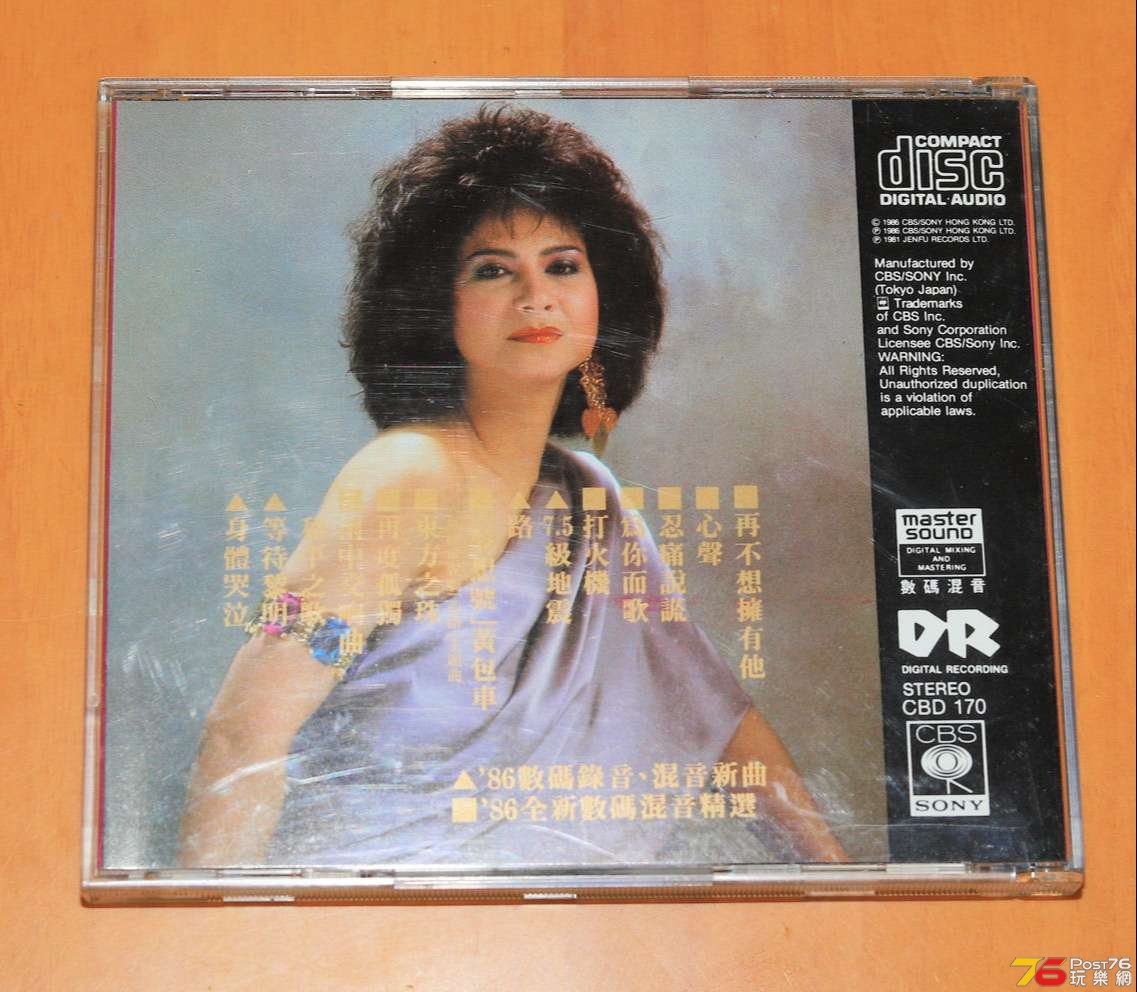 再不想擁有他
心聲
忍痛說謊
為你而歌
打火機
7.5級地震
路
黃包車
東方之珠
再度孤獨
等待黎明
身體哭泣
▲'86數碼錄音、混音新曲
■'86全新數碼混音精選
COMPACT
disc
DIGITAL AUDIO
© 1986 CBS/SONY HONG KONG LTD.
℗ 1986 CBS/SONY HONG KONG LTD.
℗ 1981 JENFU RECORDS LTD.
Manufactured by
CBS/SONY Inc.
(Tokyo Japan)
Trademarks
of CBS Inc.
and Sony Corporation
Licensee CBS/Sony Inc.
WARNING:
All Rights Reserved,
Unauthorized duplication
is a violation of
applicable laws.
master
sound
DIGITAL MIXING
AND
MASTERING
數碼混音
DR
DIGITAL RECORDING
STEREO
CBD 170
CBS
SONY
76 POST76
玩樂網